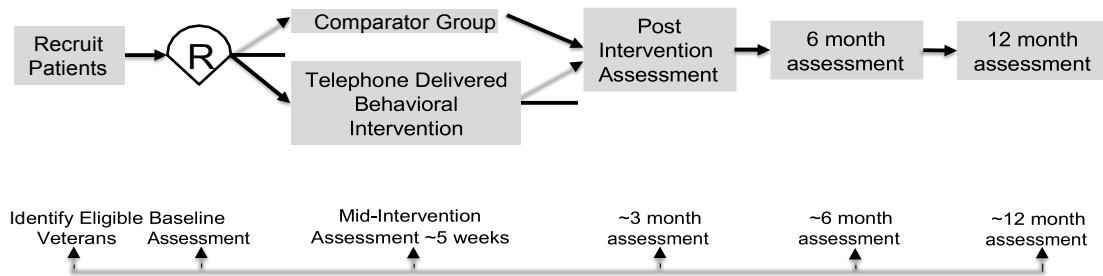 Recruit
Patients
R
Comparator Group
Telephone Delivered
Behavioral
Intervention
Post
Intervention
Assessment
6 month
assessment
12 month
assessment
Identify Eligible
Veterans
Baseline
Assessment
Mid-Intervention
Assessment ~5 weeks
~3 month
assessment
~6 month
assessment
~12 month
assessment